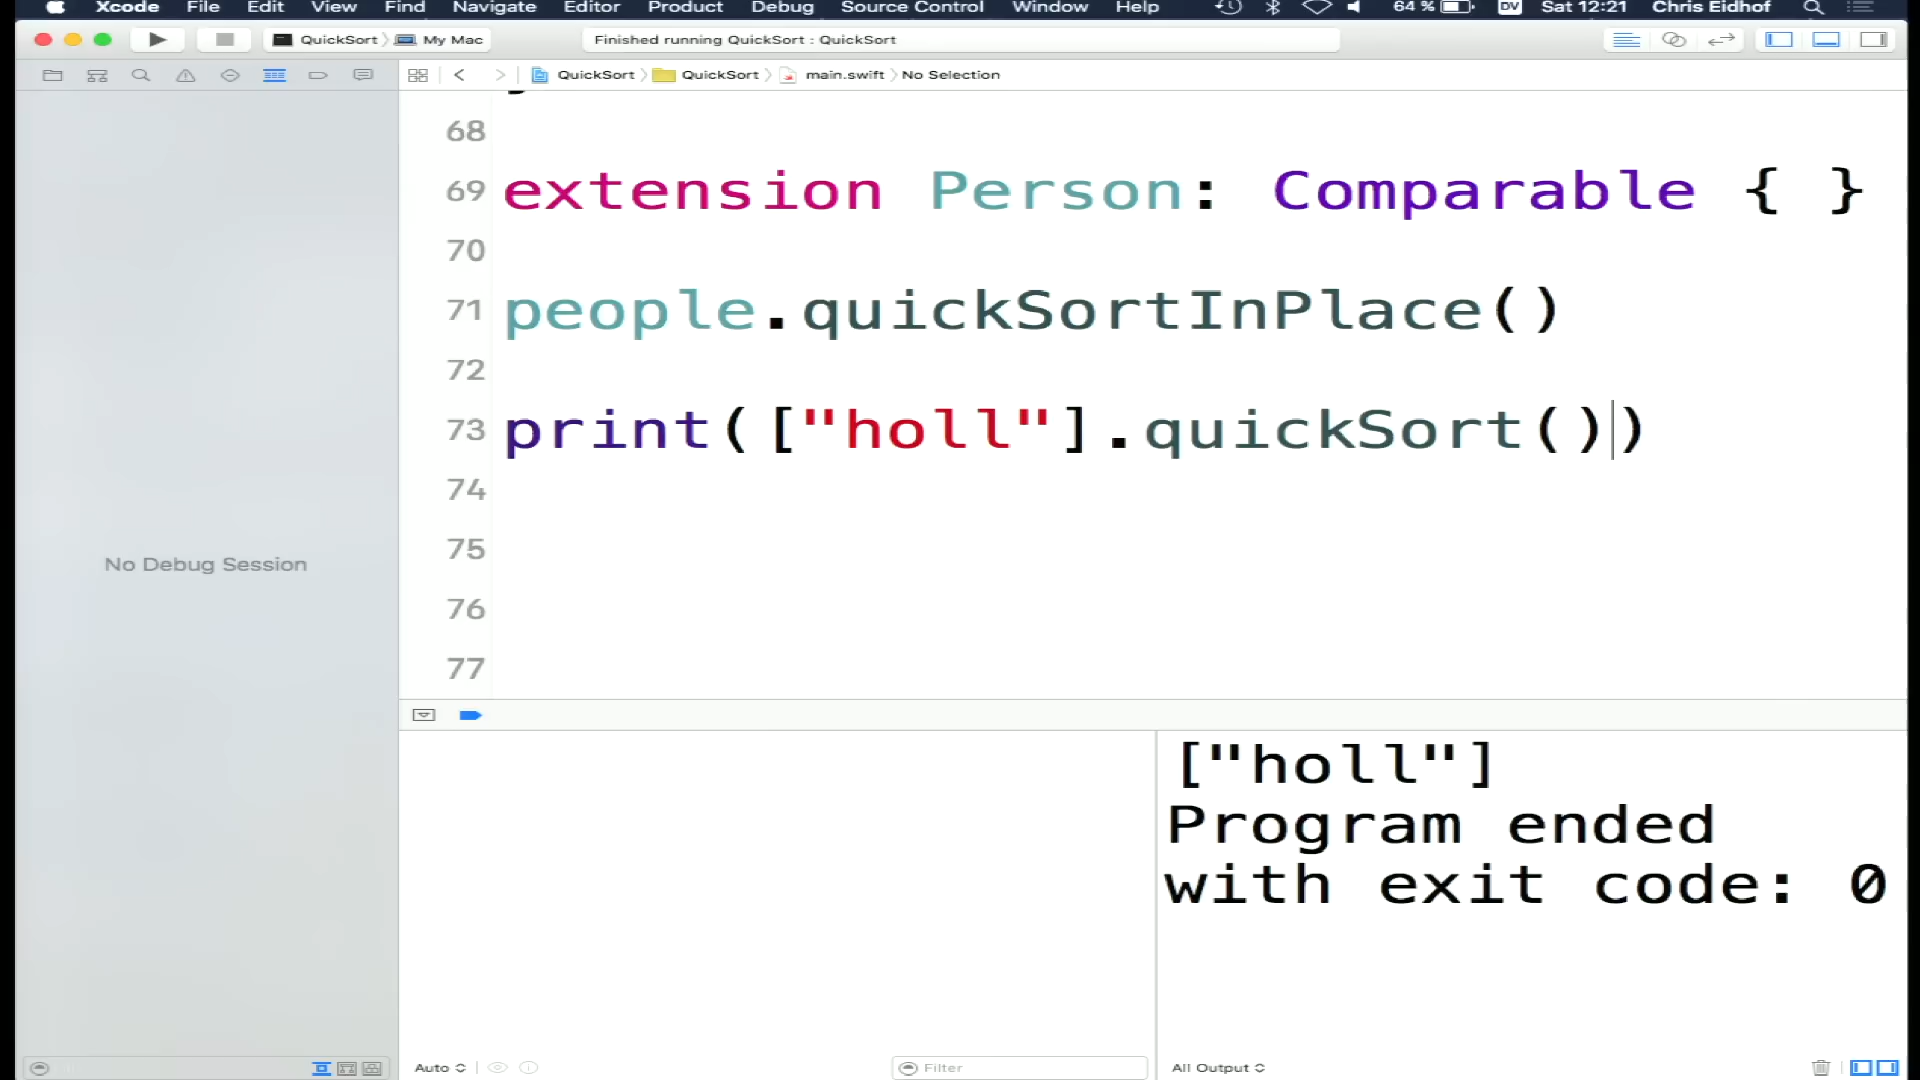 Xcode File Edit View Find Navigate Editor Product Debug Source Control Window Help 64 % DV Sat 12:21 Chris Eidhof
QuickSort My Mac Finished running QuickSort : QuickSort
QuickSort QuickSort main.swift No Selection
68
69 extension Person: Comparable { }
70
71 people.quickSortInPlace()
72
73 print(["holl"].quickSort())
74
75
76
77
No Debug Session
["holl"]
Program ended
with exit code: 0
Auto Filter All Output